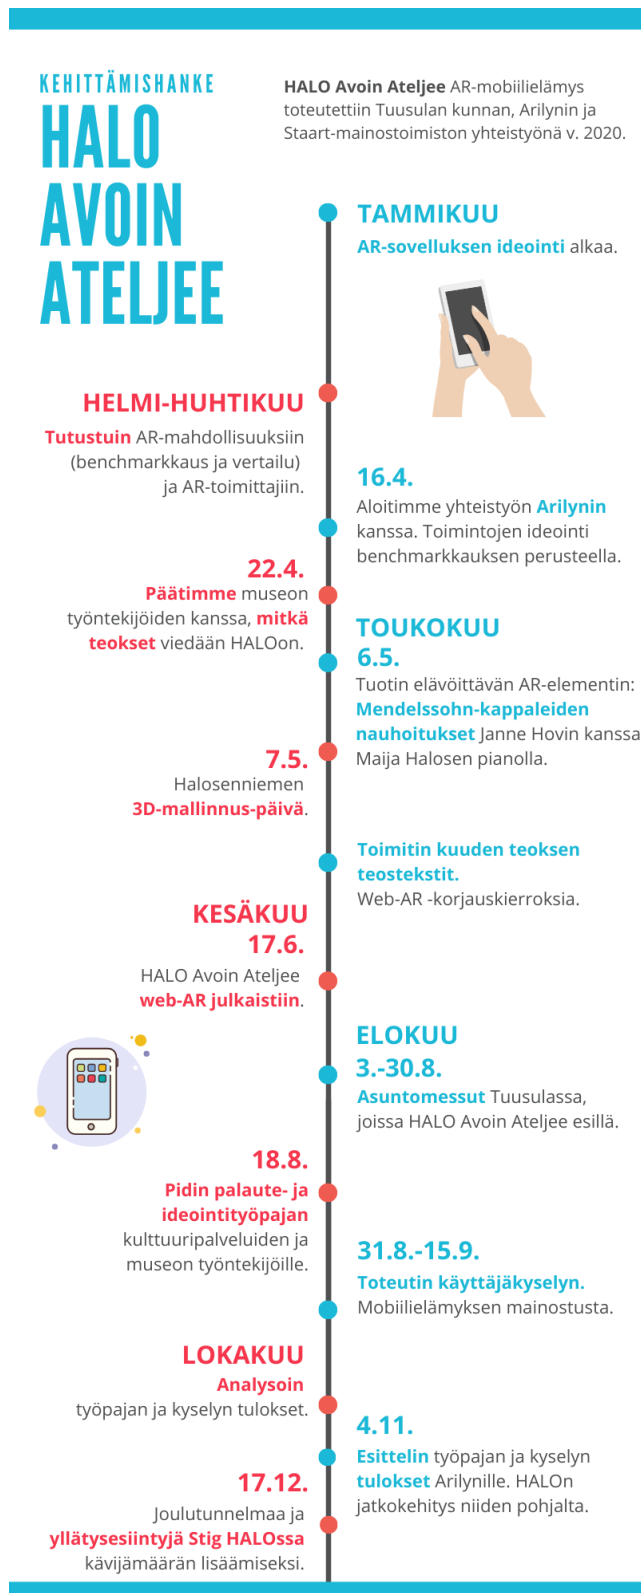 KEHITTÄMISHANKE
HALO
AVOIN
ATELJEE
HALO Avoin Ateljee AR-mobiilielämys
toteutettiin Tuusulan kunnan, Arilynin ja
Staart-mainostoimiston yhteistyönä v. 2020.
TAMMIKUU
AR-sovelluksen ideointi alkaa.
HELMI-HUHTIKUU
Tutustuin AR-mahdollisuuksiin
(benchmarkkaus ja vertailu)
ja AR-toimittajiin.
16.4.
Aloitimme yhteistyön Arilynin
kanssa. Toimintojen ideointi
benchmarkkauksen perusteella.
22.4.
Päätimme museon
työntekijöiden kanssa, mitkä
teokset viedään HALOon.
TOUKOKUU
6.5.
Tuotin elävöittävän AR-elementin:
Mendelssohn-kappaleiden
nauhoitukset Janne Hovin kanssa
Maija Halosen pianolla.
7.5.
Halosenniemen
3D-mallinnus-päivä.
Toimitin kuuden teoksen
teostekstit.
Web-AR -korjauskierroksia.
KESÄKUU
17.6.
HALO Avoin Ateljee
web-AR julkaistiin.
ELOKUU
3.-30.8.
Asuntomessut Tuusulassa,
joissa HALO Avoin Ateljee esillä.
18.8.
Pidin palaute- ja
ideointityöpajan
kulttuuripalveluiden ja
museon työntekijöille.
31.8.-15.9.
Toteutin käyttäjäkyselyn.
Mobiilielämyksen mainostusta.
LOKAKUU
Analysoin
työpajan ja kyselyn tulokset.
4.11.
Esittelin työpajan ja kyselyn
tulokset Arilynille. HALOn
jatkokehitys niiden pohjalta.
17.12.
Joulutunnelmaa ja
yllätysesiintyjä Stig HALOssa
kävijämäärän lisäämiseksi.